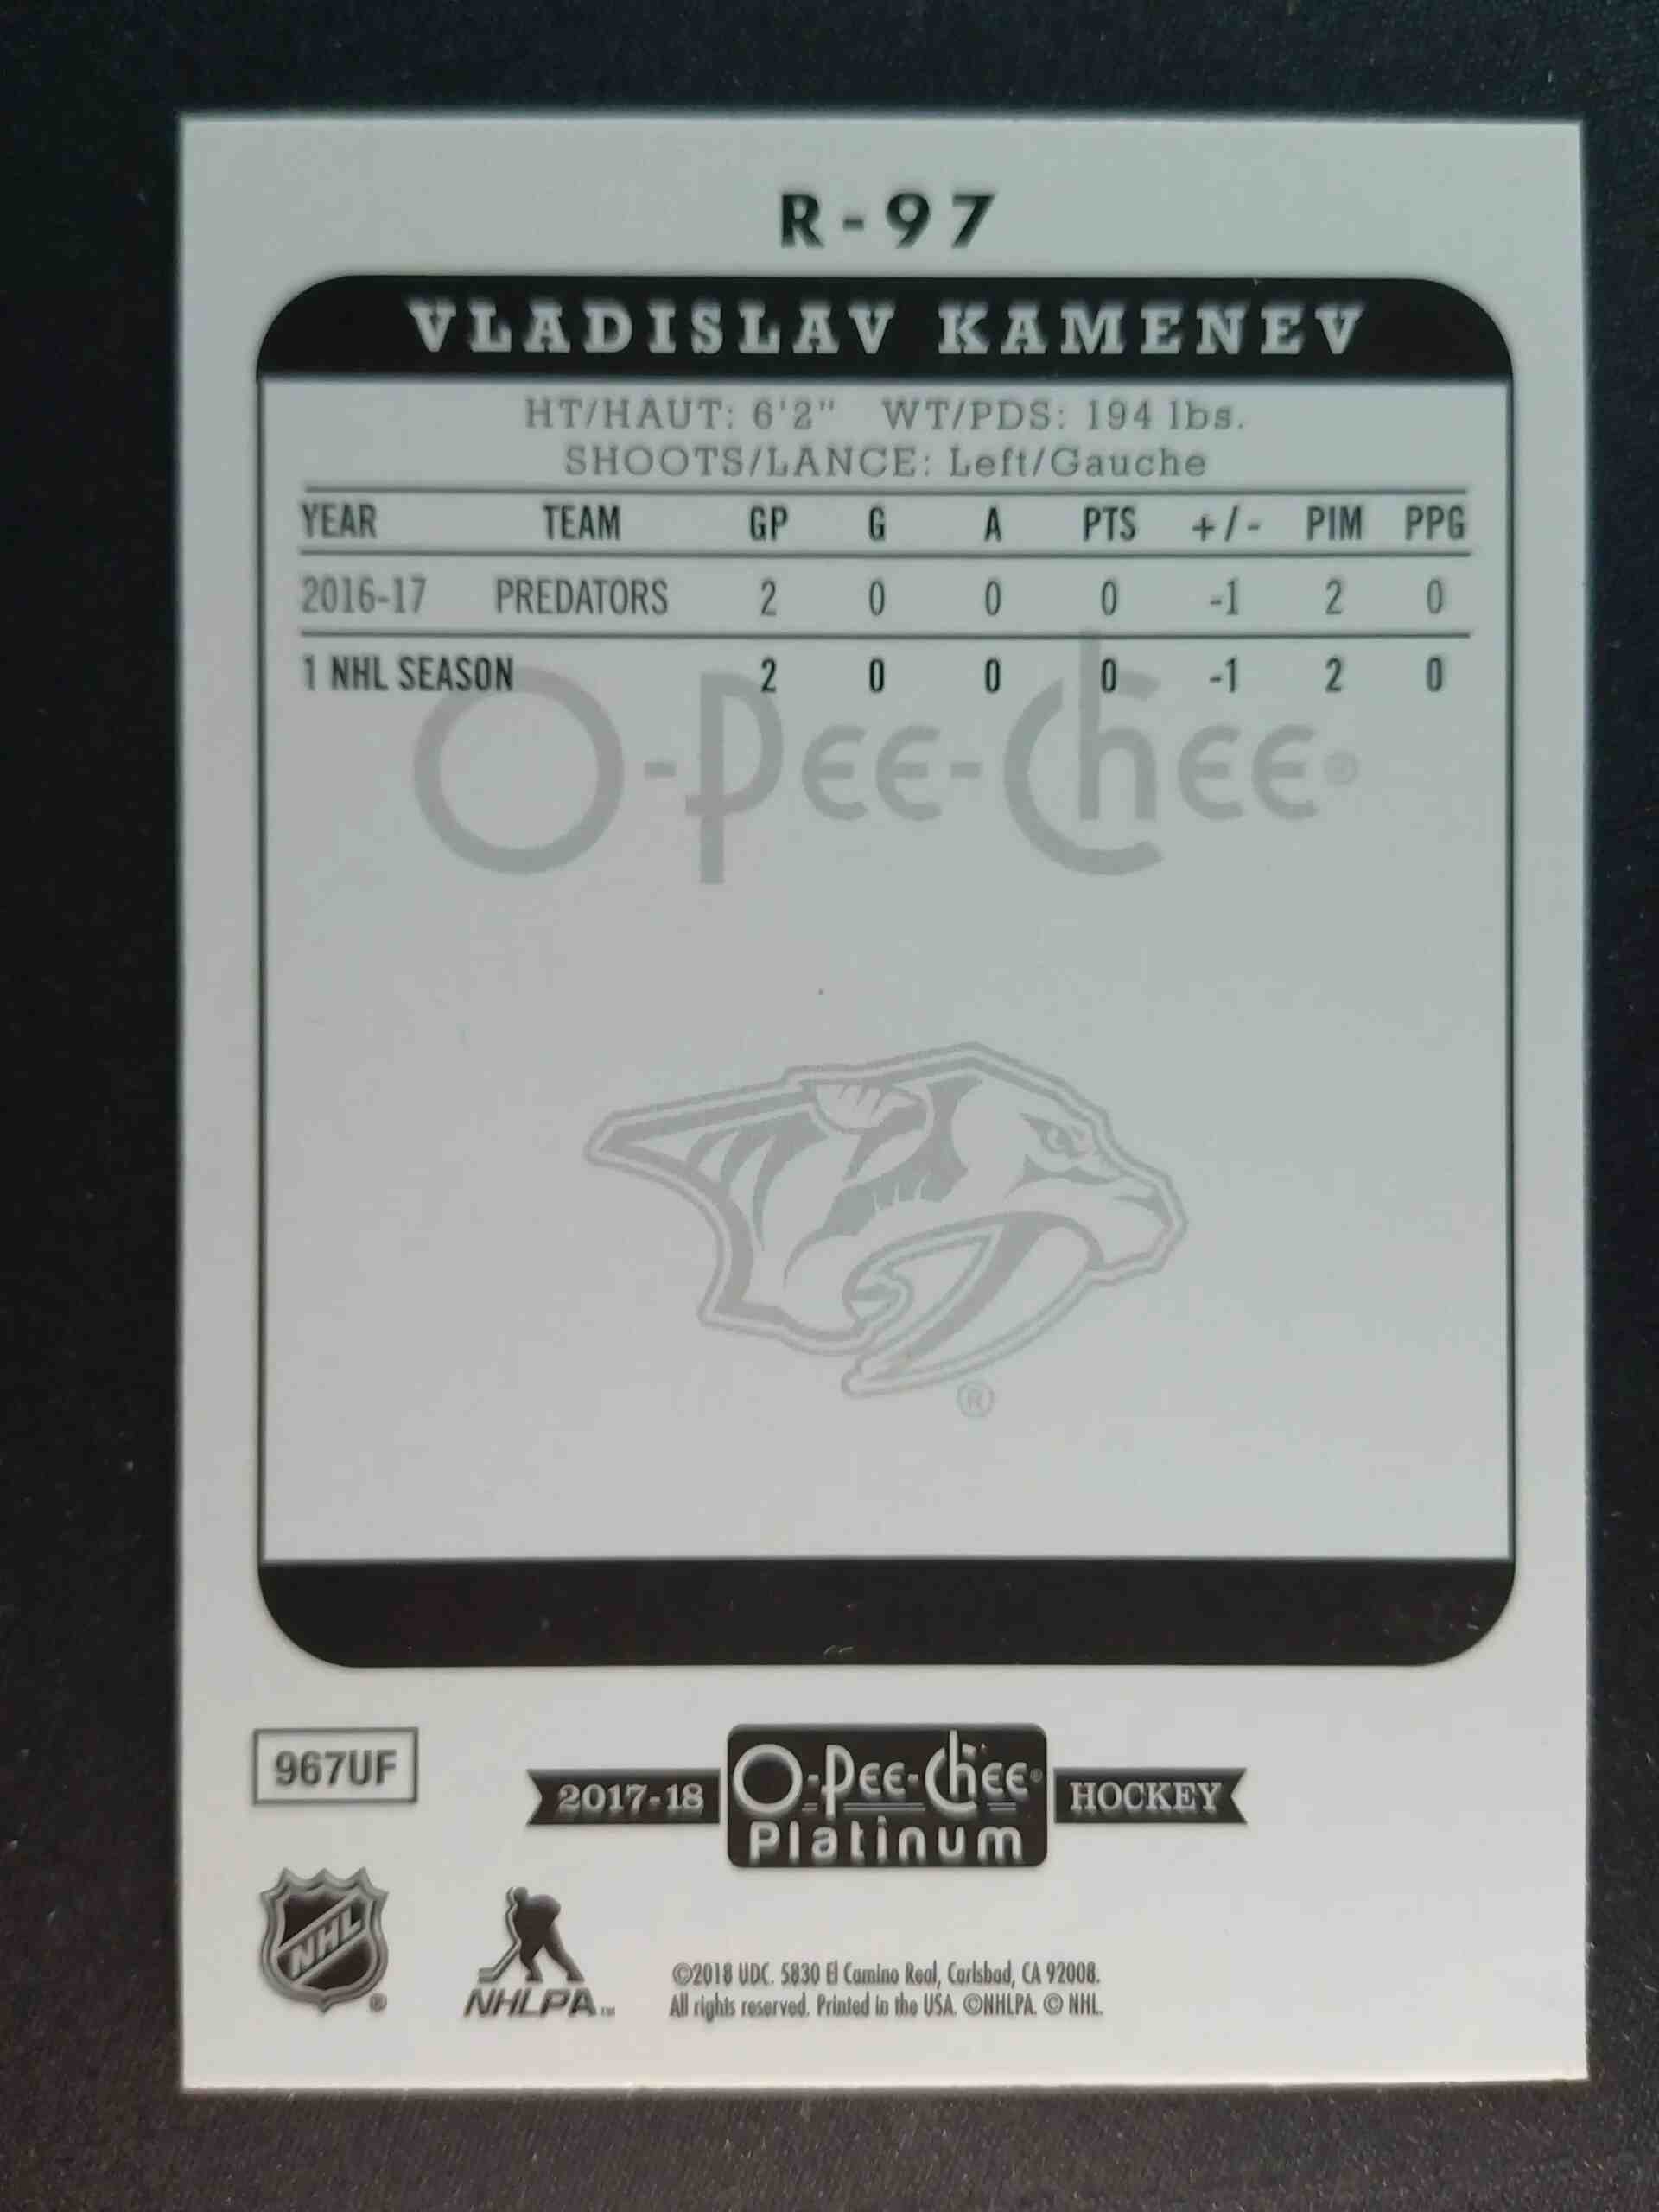 R-97
VLADISLAV KAMENEV
HT/HAUT: 6'2" WT/PDS: 194 lbs.
SHOOTS/LANCE: Left/Gauche
YEAR TEAM GP G A PTS +/- PIM PPG
2016-17 PREDATORS 2 0 0 0 -1 2 0
1 NHL SEASON 2 0 0 0 -1 2 0
O-Pee-Chee®
®
967UF
2017-18 O-Pee-Chee® HOCKEY
Platinum
NHL ®
NHLPA™
©2018 UDC. 5830 El Camino Real, Carlsbad, CA 92008.
All rights reserved. Printed in the USA. ©NHLPA. © NHL.